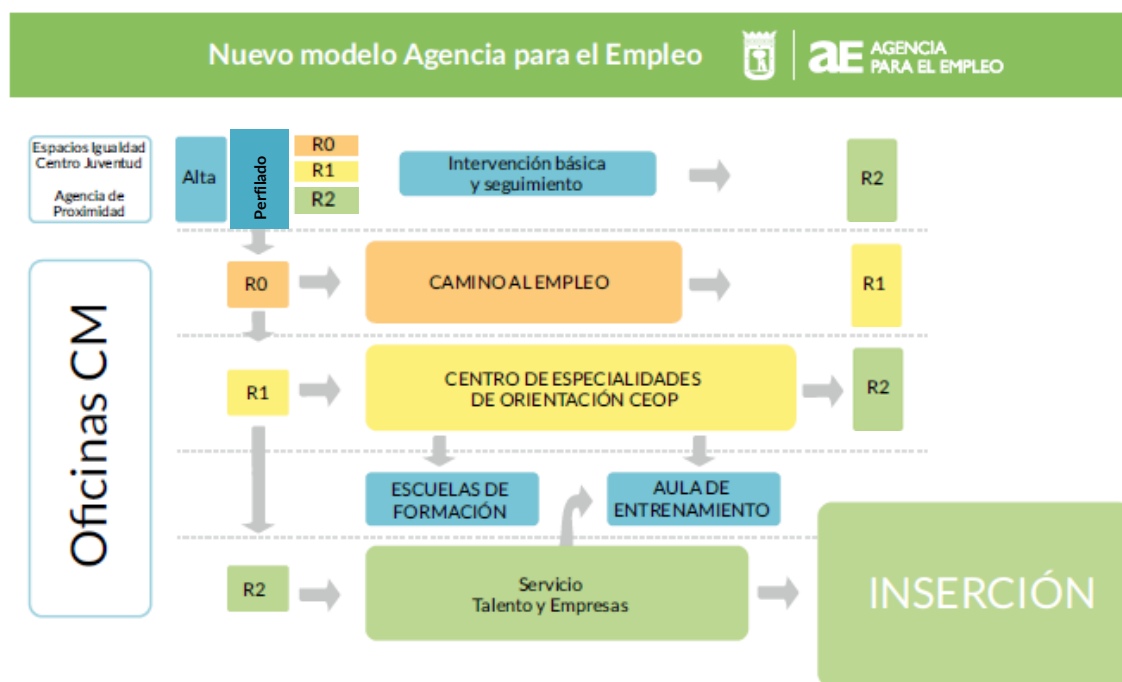 Nuevo modelo Agencia para el Empleo
aE AGENCIA
PARA EL EMPLEO
Espacios Igualdad
Centro Juventud
Agencia de
Proximidad
Alta
Perfilado
R0
R1
R2
Intervención básica
y seguimiento
R2
Oficinas CM
R0
CAMINO AL EMPLEO
R1
R1
CENTRO DE ESPECIALIDADES
DE ORIENTACIÓN CEOP
R2
ESCUELAS DE
FORMACIÓN
AULA DE
ENTRENAMIENTO
R2
Servicio
Talento y Empresas
INSERCIÓN